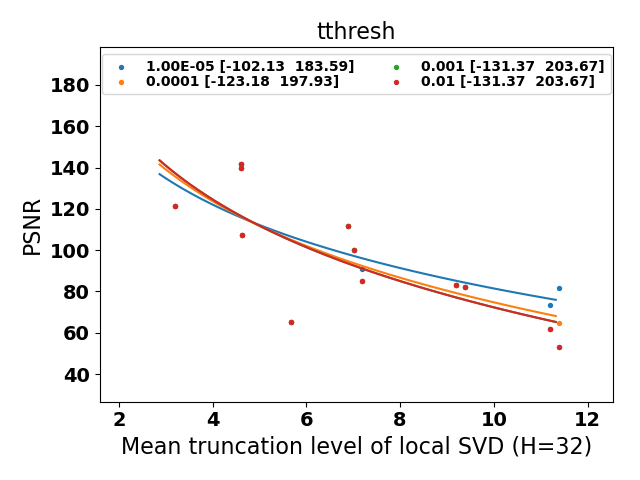 tthresh
1.00E-05 [-102.13  183.59]
0.0001 [-123.18  197.93]
0.001 [-131.37  203.67]
0.01 [-131.37  203.67]
180
160
140
120
100
80
60
40
PSNR
2 4 6 8 10 12
Mean truncation level of local SVD (H=32)